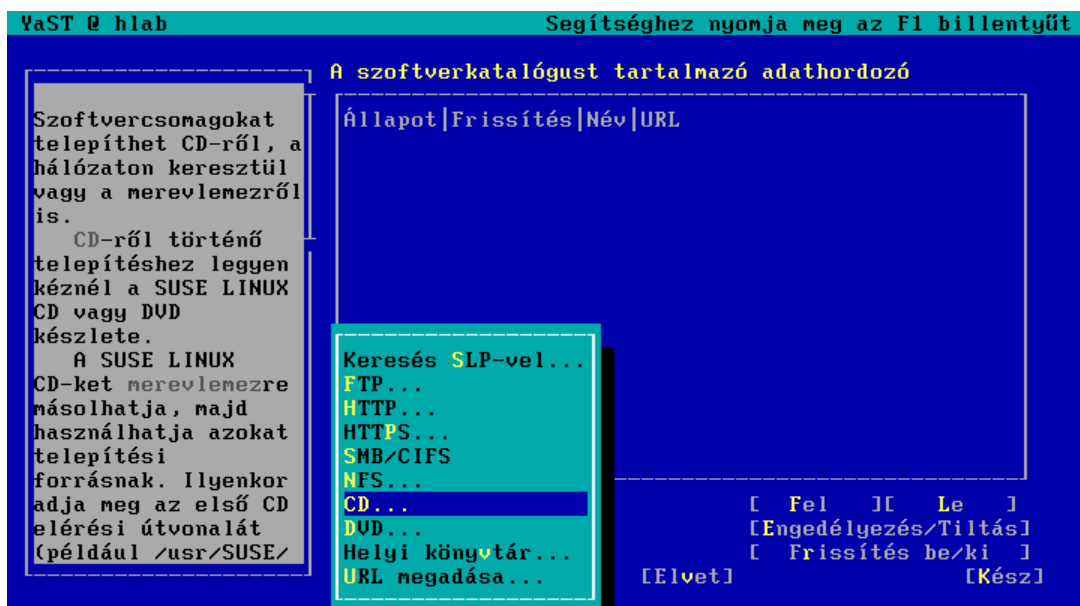 YaST @ hlab Segítséghez nyomja meg az F1 billentyűt
A szoftverkatalógust tartalmazó adathordozó
Szoftvercsomagokat
telepíthet CD-ről, a
hálózaton keresztül
vagy a merevlemezről
is.
CD-ről történő
telepítéshez legyen
kéznél a SUSE LINUX
CD vagy DVD
készlete.
A SUSE LINUX
CD-ket merevlemezre
másolhatja, majd
használhatja azokat
telepítési
forrásnak. Ilyenkor
adja meg az első CD
elérési útvonalát
(például /usr/SUSE/
Állapot|Frissítés|Név|URL
Keresés SLP-vel...
FTP...
HTTP...
HTTPS...
SMB/CIFS
NFS...
CD...
DVD...
Helyi könyvtár...
URL megadása...
[ Fel ][ Le ]
[Engedélyezés/Tiltás]
[ Frissítés be/ki ]
[Elvet] [Kész]